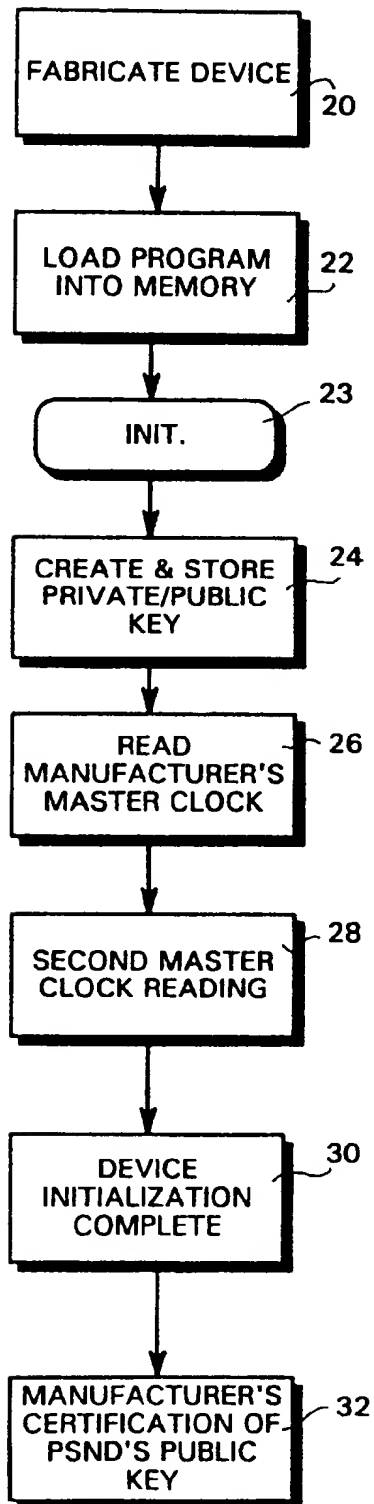 FABRICATE DEVICE
20
LOAD PROGRAM
INTO MEMORY
22
23
INIT.
CREATE & STORE
PRIVATE/PUBLIC
KEY
24
READ
MANUFACTURER'S
MASTER CLOCK
26
SECOND MASTER
CLOCK READING
28
DEVICE
INITIALIZATION
COMPLETE
30
MANUFACTURER'S
CERTIFICATION OF
PSND'S PUBLIC
KEY
32